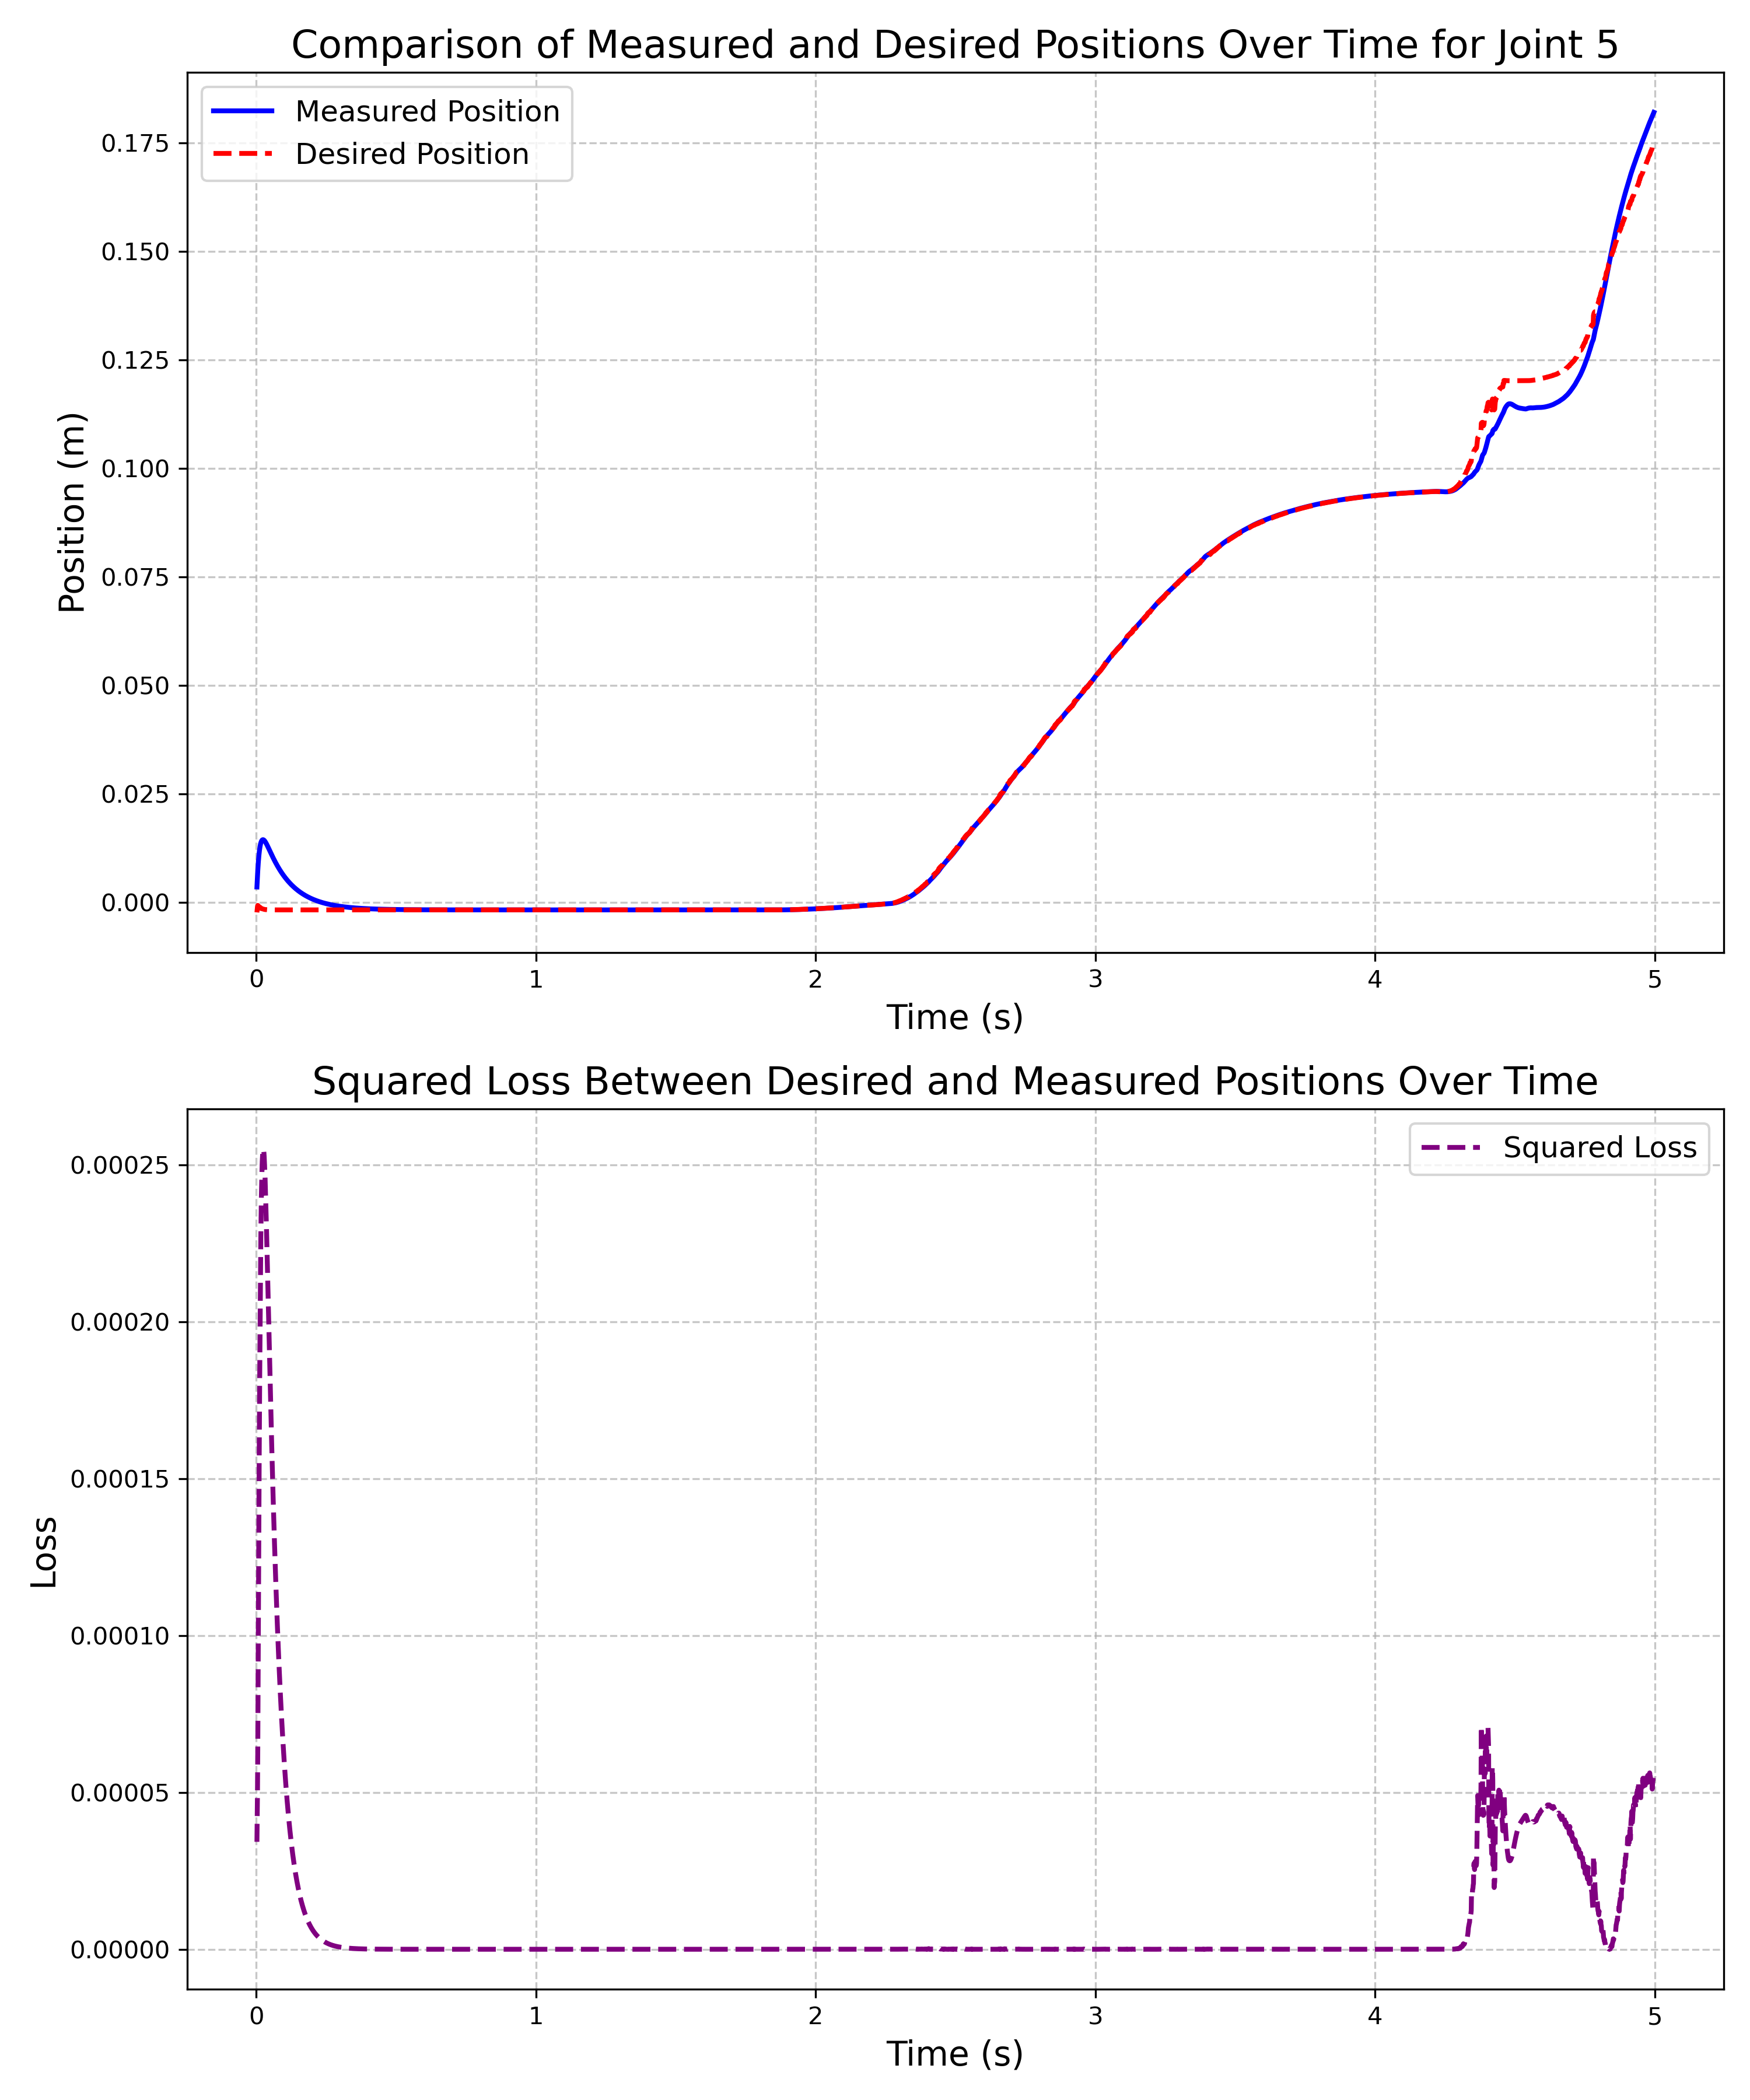 Comparison of Measured and Desired Positions Over Time for Joint 5
Measured Position
Desired Position
Position (m)
0.175
0.150
0.125
0.100
0.075
0.050
0.025
0.000
0 1 2 3 4 5
Time (s)
Squared Loss Between Desired and Measured Positions Over Time
Squared Loss
Loss
0.00025
0.00020
0.00015
0.00010
0.00005
0.00000
0 1 2 3 4 5
Time (s)